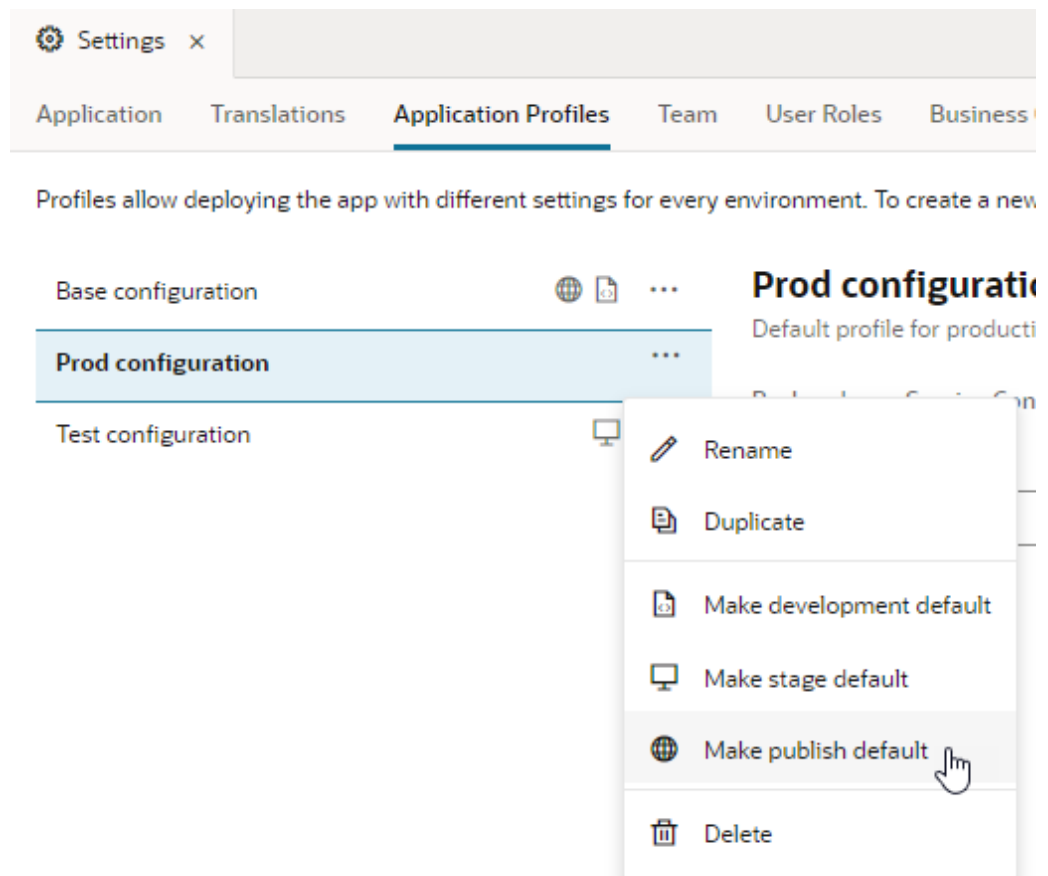 Settings
Application Translations Application Profiles Team User Roles Business
Profiles allow deploying the app with different settings for every environment. To create a new
Base configuration
Prod configuration
Test configuration
Prod configuratio
Default profile for producti
Rename
Duplicate
Make development default
Make stage default
Make publish default
Delete